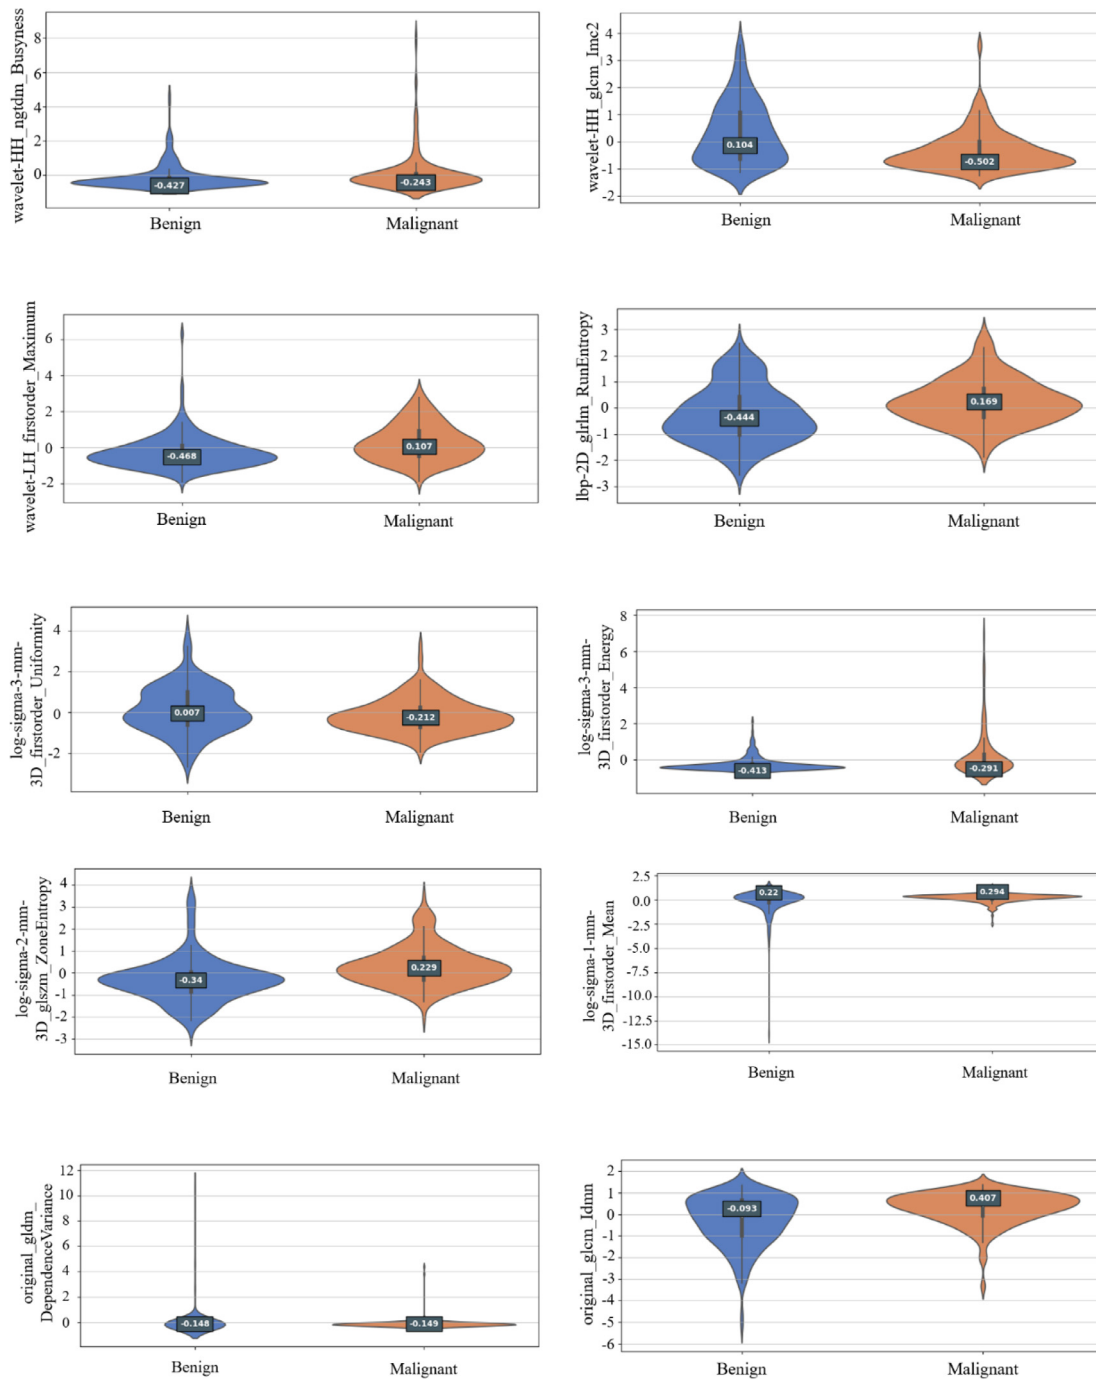 wavelet-HH_ngtdm_Busyness
8
6
4
2
0
-0.427
-0.243
Benign
Malignant
wavelet-HH_glcm_Imc2
4
3
2
1
0
-1
-2
0.104
-0.502
Benign
Malignant
wavelet-LH_firstorder_Maximum
6
4
2
0
-2
-0.468
0.107
Benign
Malignant
lbp-2D_glrlm_RunEntropy
3
2
1
0
-1
-2
-3
-0.444
0.169
Benign
Malignant
log-sigma-3-mm-
3D_firstorder_Uniformity
4
2
0
-2
0.007
-0.212
Benign
Malignant
log-sigma-3-mm-
3D_firstorder_Energy
8
6
4
2
0
-0.413
-0.291
Benign
Malignant
log-sigma-2-mm-
3D_glszm_ZoneEntropy
4
3
2
1
0
-1
-2
-3
-0.34
0.229
Benign
Malignant
log-sigma-1-mm-
3D_firstorder_Mean
2.5
0.0
-2.5
-5.0
-7.5
-10.0
-12.5
-15.0
0.22
0.294
Benign
Malignant
original_gldm_
DependenceVariance
12
10
8
6
4
2
0
-0.148
-0.149
Benign
Malignant
original_glcm_Idmn
2
1
0
-1
-2
-3
-4
-5
-6
-0.093
0.407
Benign
Malignant